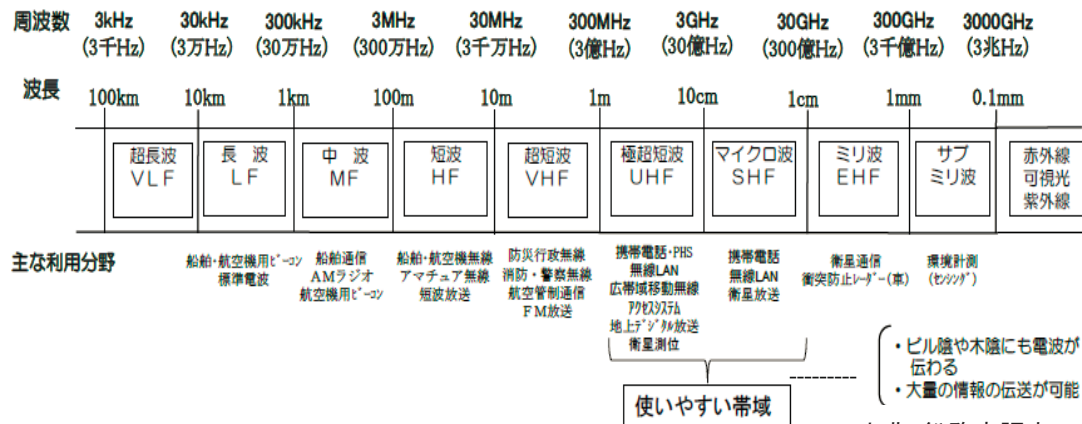 周波数 3kHz 30kHz 300kHz 3MHz 30MHz 300MHz 3GHz 30GHz 300GHz 3000GHz
(3千Hz) (3万Hz) (30万Hz) (300万Hz) (3千万Hz) (3億Hz) (30億Hz) (300億Hz) (3千億Hz) (3兆Hz)
波長 100km 10km 1km 100m 10m 1m 10cm 1cm 1mm 0.1mm
超長波
VLF
長 波
LF
中 波
MF
短波
HF
超短波
VHF
極超短波
UHF
マイクロ波
SHF
ミリ波
EHF
サブ
ミリ波
赤外線
可視光
紫外線
主な利用分野
船舶・航空機用ビーコン
標準電波
船舶通信
AMラジオ
航空機用ビーコン
船舶・航空機無線
アマチュア無線
短波放送
防災行政無線
消防・警察無線
航空管制通信
FM放送
携帯電話・PHS
無線LAN
広帯域移動無線
アクセスシステム
地上デジタル放送
衛星測位
携帯電話
無線LAN
衛星放送
衛星通信
衝突防止レーダー(車)
環境計測
(センシング)
使いやすい帯域
・ビル陰や木陰にも電波が
伝わる
・大量の情報の伝送が可能